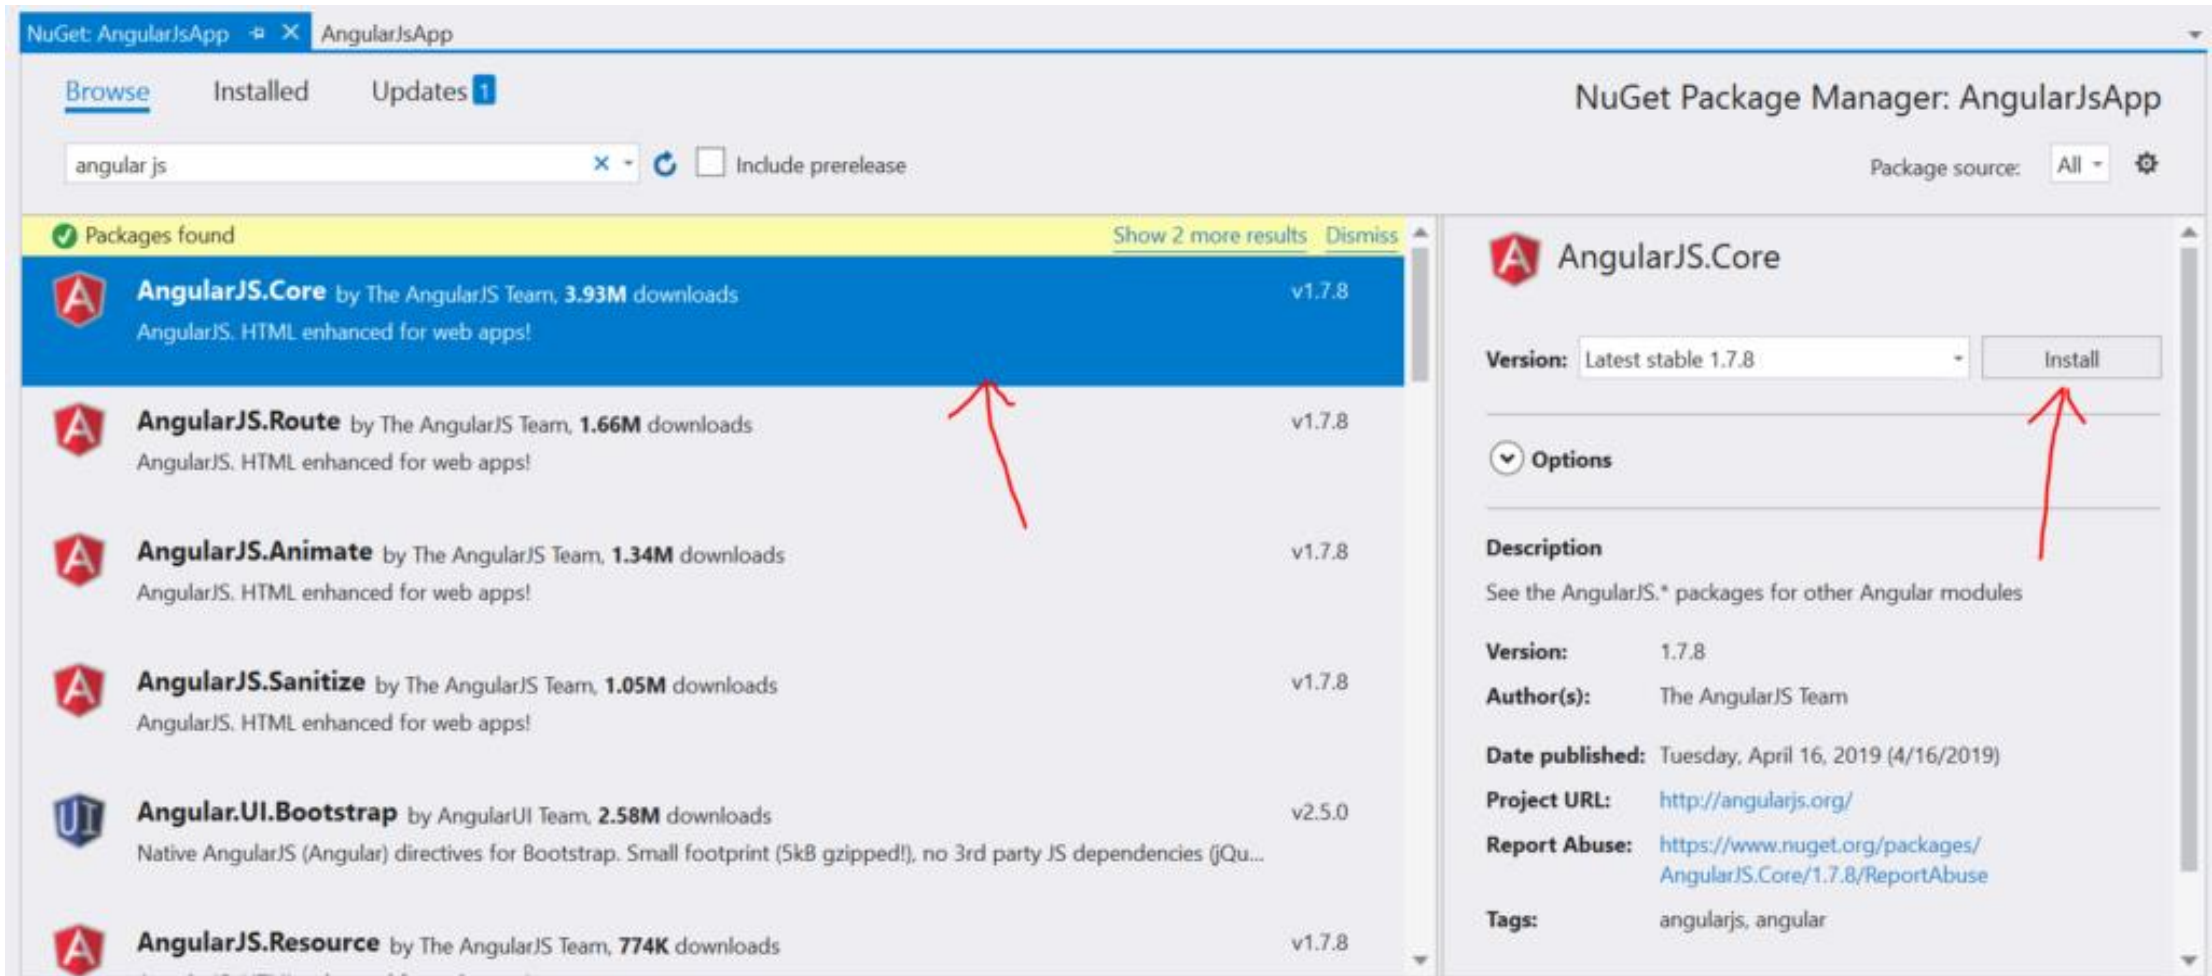 NuGet: AngularJsApp AngularJsApp
Browse Installed Updates 1
NuGet Package Manager: AngularJsApp
angular js Include prerelease
Package source: All
Packages found Show 2 more results Dismiss
AngularJS.Core by The AngularJS Team, 3.93M downloads v1.7.8
AngularJS. HTML enhanced for web apps!
AngularJS.Route by The AngularJS Team, 1.66M downloads v1.7.8
AngularJS. HTML enhanced for web apps!
AngularJS.Animate by The AngularJS Team, 1.34M downloads v1.7.8
AngularJS. HTML enhanced for web apps!
AngularJS.Sanitize by The AngularJS Team, 1.05M downloads v1.7.8
AngularJS. HTML enhanced for web apps!
Angular.UI.Bootstrap by AngularUI Team, 2.58M downloads v2.5.0
Native AngularJS (Angular) directives for Bootstrap. Small footprint (5kB gzipped!), no 3rd party JS dependencies (jQu...
AngularJS.Resource by The AngularJS Team, 774K downloads v1.7.8
AngularJS.Core
Version: Latest stable 1.7.8 Install
Options
Description
See the AngularJS.* packages for other Angular modules
Version: 1.7.8
Author(s): The AngularJS Team
Date published: Tuesday, April 16, 2019 (4/16/2019)
Project URL: http://angularjs.org/
Report Abuse: https://www.nuget.org/packages/
AngularJS.Core/1.7.8/ReportAbuse
Tags: angularjs, angular